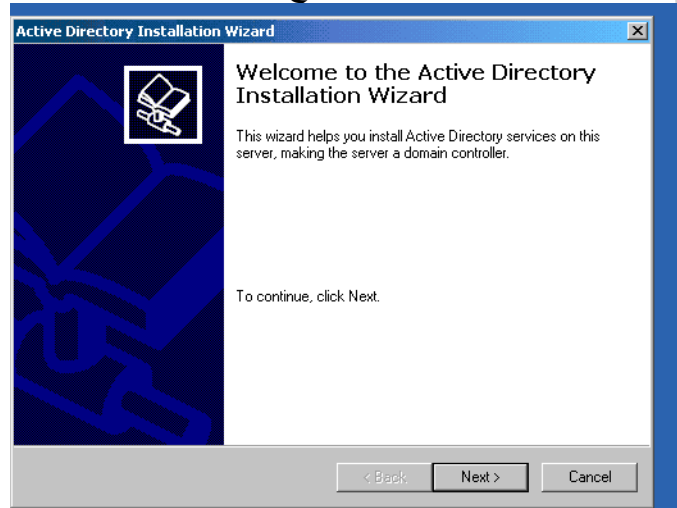 Active Directory Installation Wizard
Welcome to the Active Directory
Installation Wizard
This wizard helps you install Active Directory services on this
server, making the server a domain controller.
To continue, click Next.
< Back
Next >
Cancel